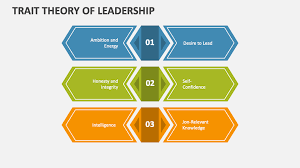 TRAIT THEORY OF LEADERSHIP
Ambition and
Energy
01
Desire to Lead
Honesty and
Integrity
02
Self-
Confidence
Intelligence
03
Job-Relevant
Knowledge